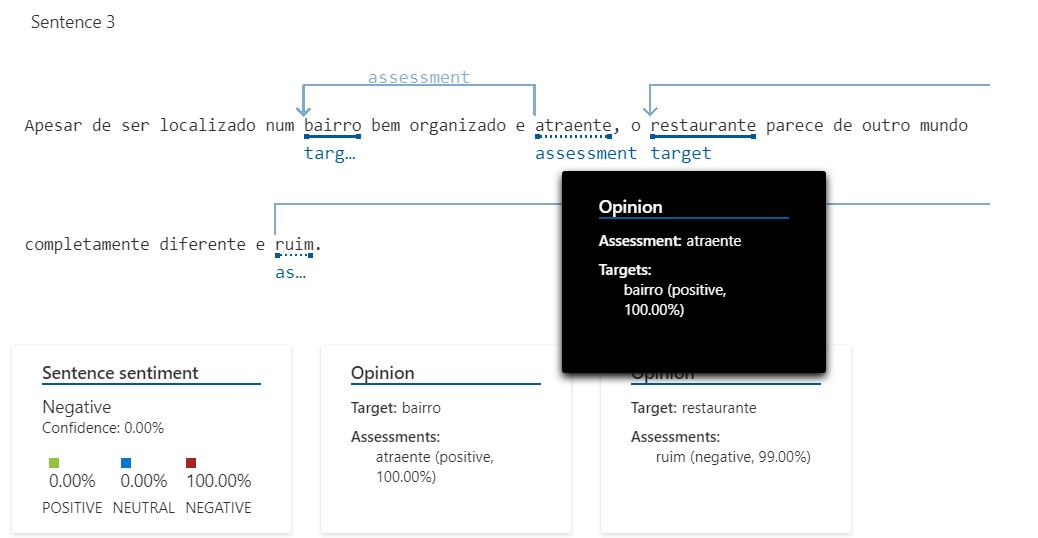 Sentence 3
assessment
Apesar de ser localizado num bairro bem organizado e atraente, o restaurante parece de outro mundo
targ… assessment target
completamente diferente e ruim.
as…
Opinion
Assessment: atraente
Targets:
bairro (positive,
100.00%)
Sentence sentiment
Negative
Confidence: 0.00%
0.00% 0.00% 100.00%
POSITIVE NEUTRAL NEGATIVE
Opinion
Target: bairro
Assessments:
atraente (positive,
100.00%)
Opinion
Target: restaurante
Assessments:
ruim (negative, 99.00%)